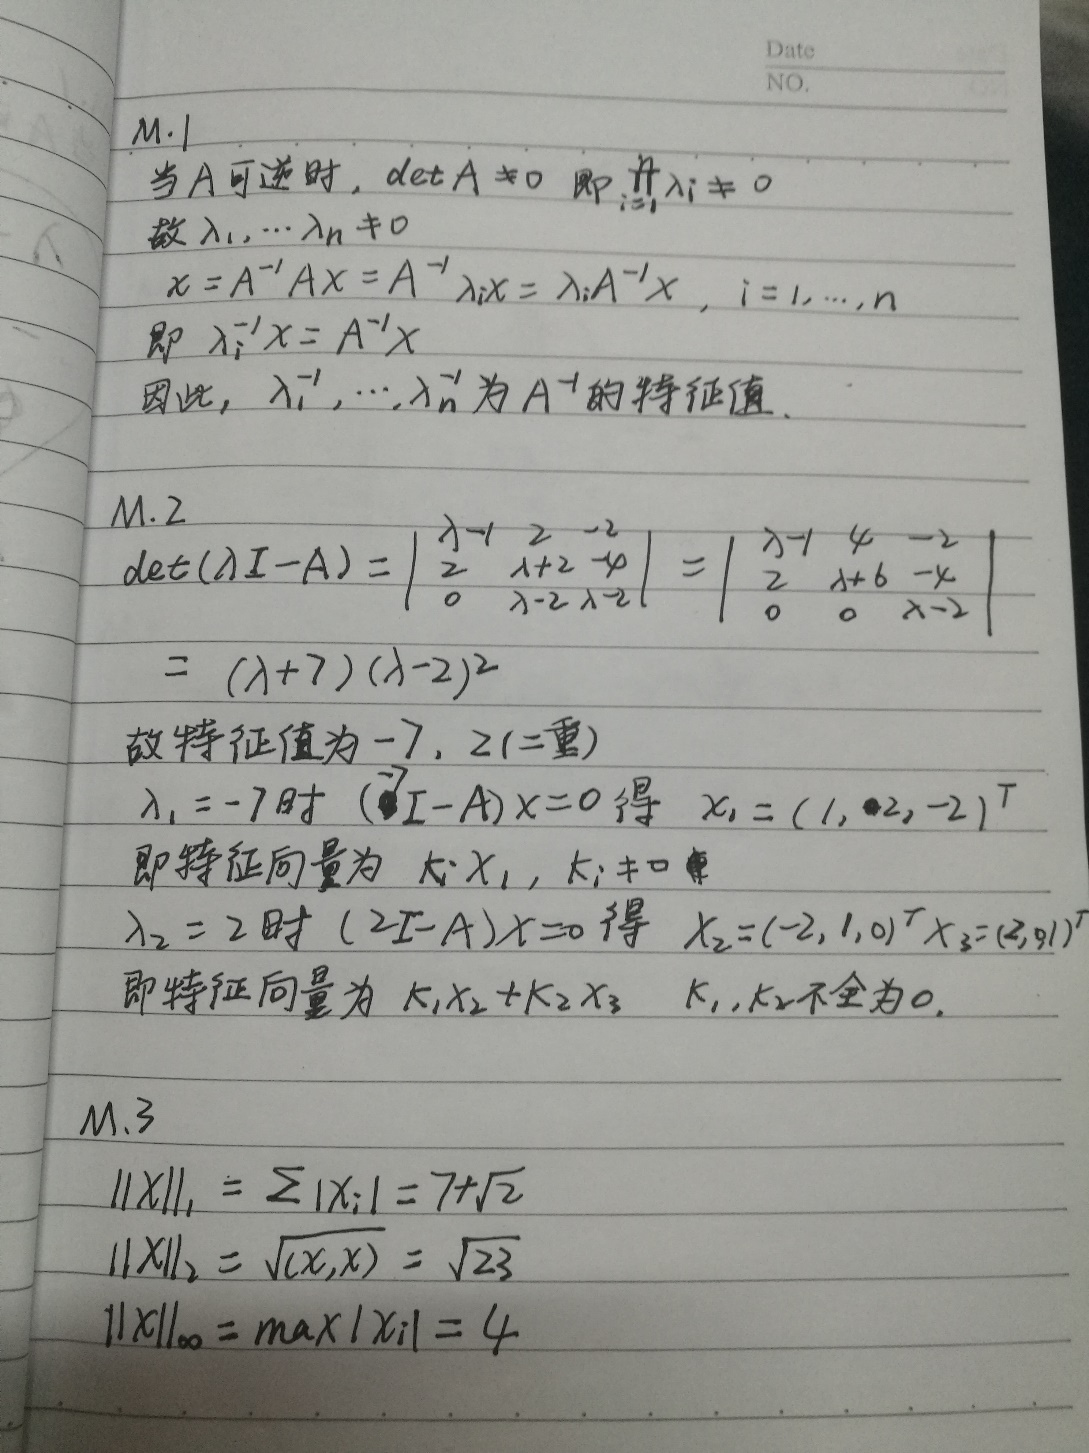 Date
NO.
M.1
当A可逆时, detA≠0 即 ∏ᵢ₌₁ⁿ λᵢ ≠ 0
故 λ₁, … λₙ ≠ 0
x = A⁻¹Ax = A⁻¹λᵢx = λᵢA⁻¹x, i = 1, …, n
即 λᵢ⁻¹x = A⁻¹x
因此, λ₁⁻¹, …, λₙ⁻¹ 为 A⁻¹ 的特征值.
M.2
det(λI-A) = | λ-1 2 -2 ; 2 λ+2 -4 ; 0 λ-2 λ-2 | = | λ-1 4 -2 ; 2 λ+6 -4 ; 0 0 λ-2 |
= (λ+7)(λ-2)²
故特征值为 -7, 2(二重)
λ₁ = -7时 (-7I-A)x=0 得 x₁ = (1, 2, -2)ᵀ
即特征向量为 kᵢx₁, kᵢ≠0
λ₂ = 2时 (2I-A)x=0 得 x₂=(-2, 1, 0)ᵀ x₃=(2,0,1)ᵀ
即特征向量为 k₁x₂+k₂x₃ k₁, k₂不全为0.
M.3
||x||₁ = Σ|xᵢ| = 7+√2
||x||₂ = √(x,x) = √23
||x||∞ = max|xᵢ| = 4